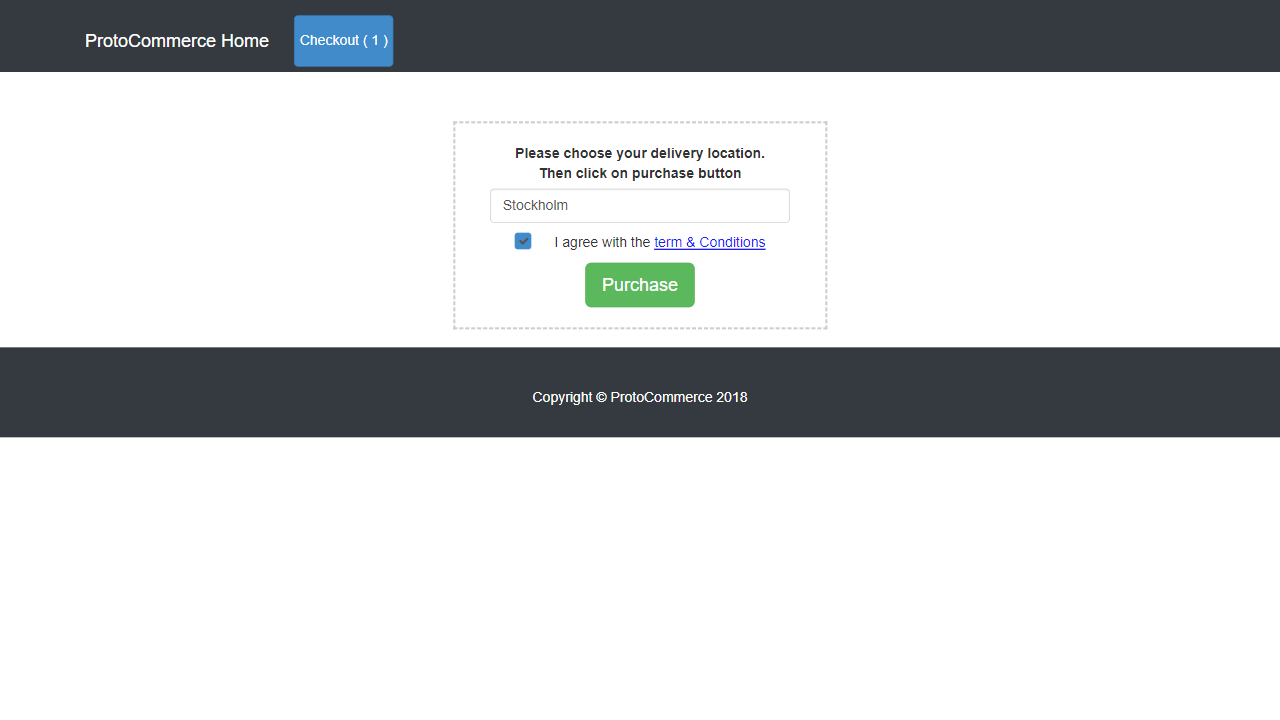 ProtoCommerce Home
Checkout ( 1 )
Please choose your delivery location.
Then click on purchase button
Stockholm
I agree with the term & Conditions
Purchase
Copyright © ProtoCommerce 2018